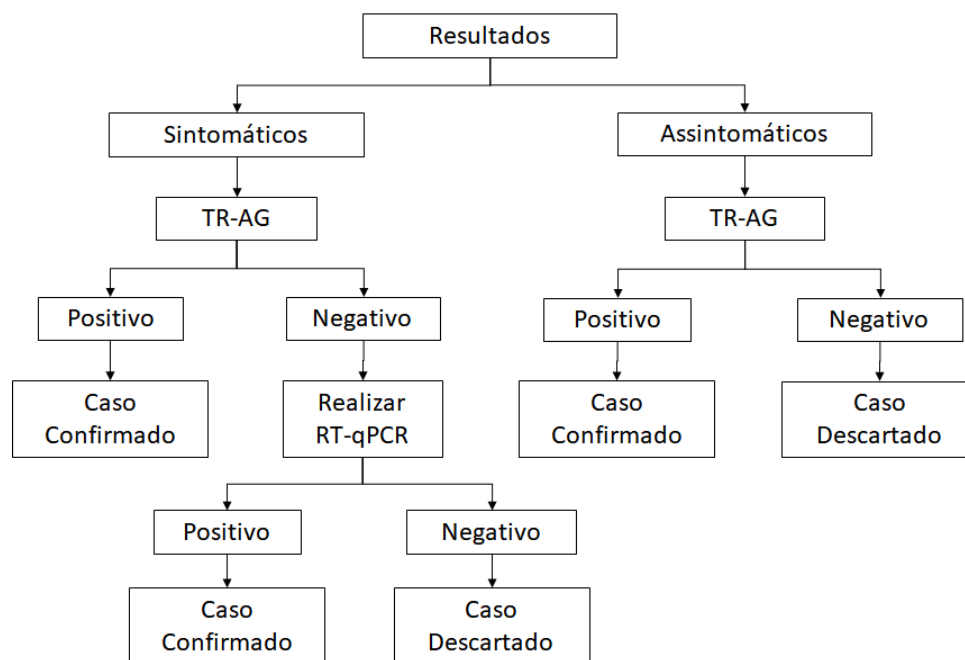 Resultados
Sintomáticos
Assintomáticos
TR-AG
TR-AG
Positivo
Negativo
Positivo
Negativo
Caso
Confirmado
Realizar
RT-qPCR
Caso
Confirmado
Caso
Descartado
Positivo
Negativo
Caso
Confirmado
Caso
Descartado